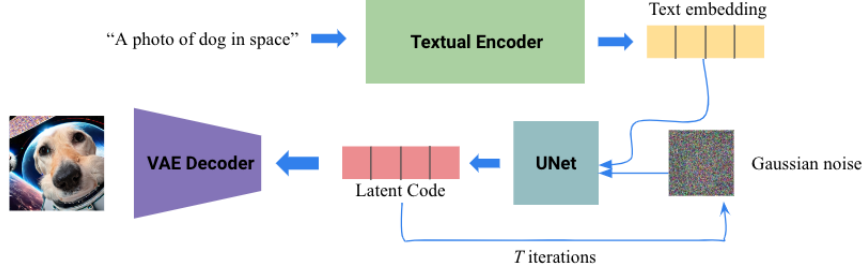 Text embedding
“A photo of dog in space”
Textual Encoder
VAE Decoder
UNet
Gaussian noise
Latent Code
T iterations